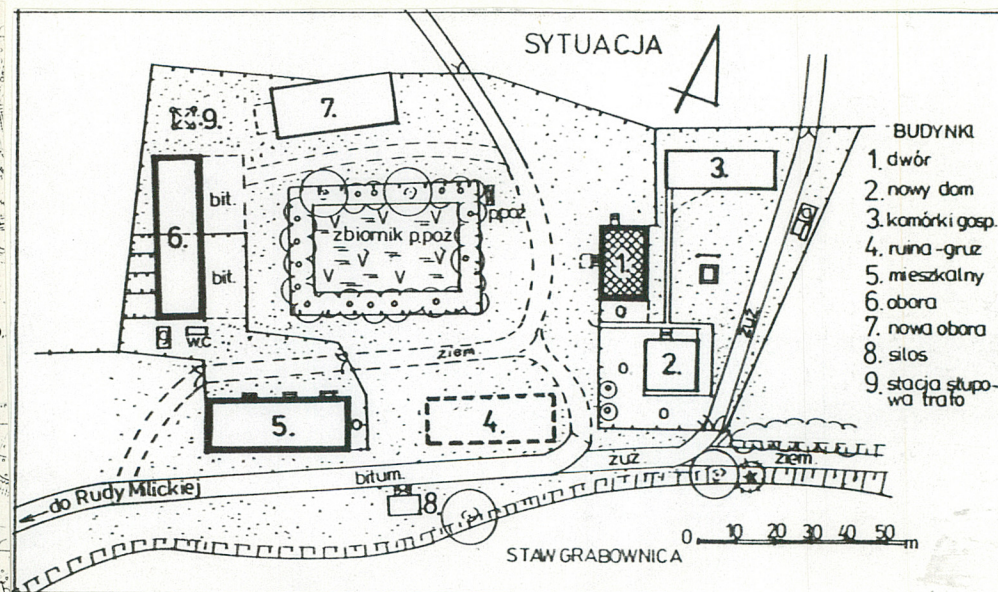 SYTUACJA
BUDYNKI
1. dwór
2. nowy dom
3. komórki gosp.
4. ruina-gruz
5. mieszkalny
6. obora
7. nowa obora
8. silos
9. stacja słupo-
wa trafo
9.
7.
3.
bit.
p.poż
6.
zbiornik p.poż
1.
bit.
żuż
w.c.
ziem
2.
5.
4.
żuż
ziem.
bitum.
do Rudy Milickiej
8.
STAW GRABOWNICA
0 10 20 30 40 50 m